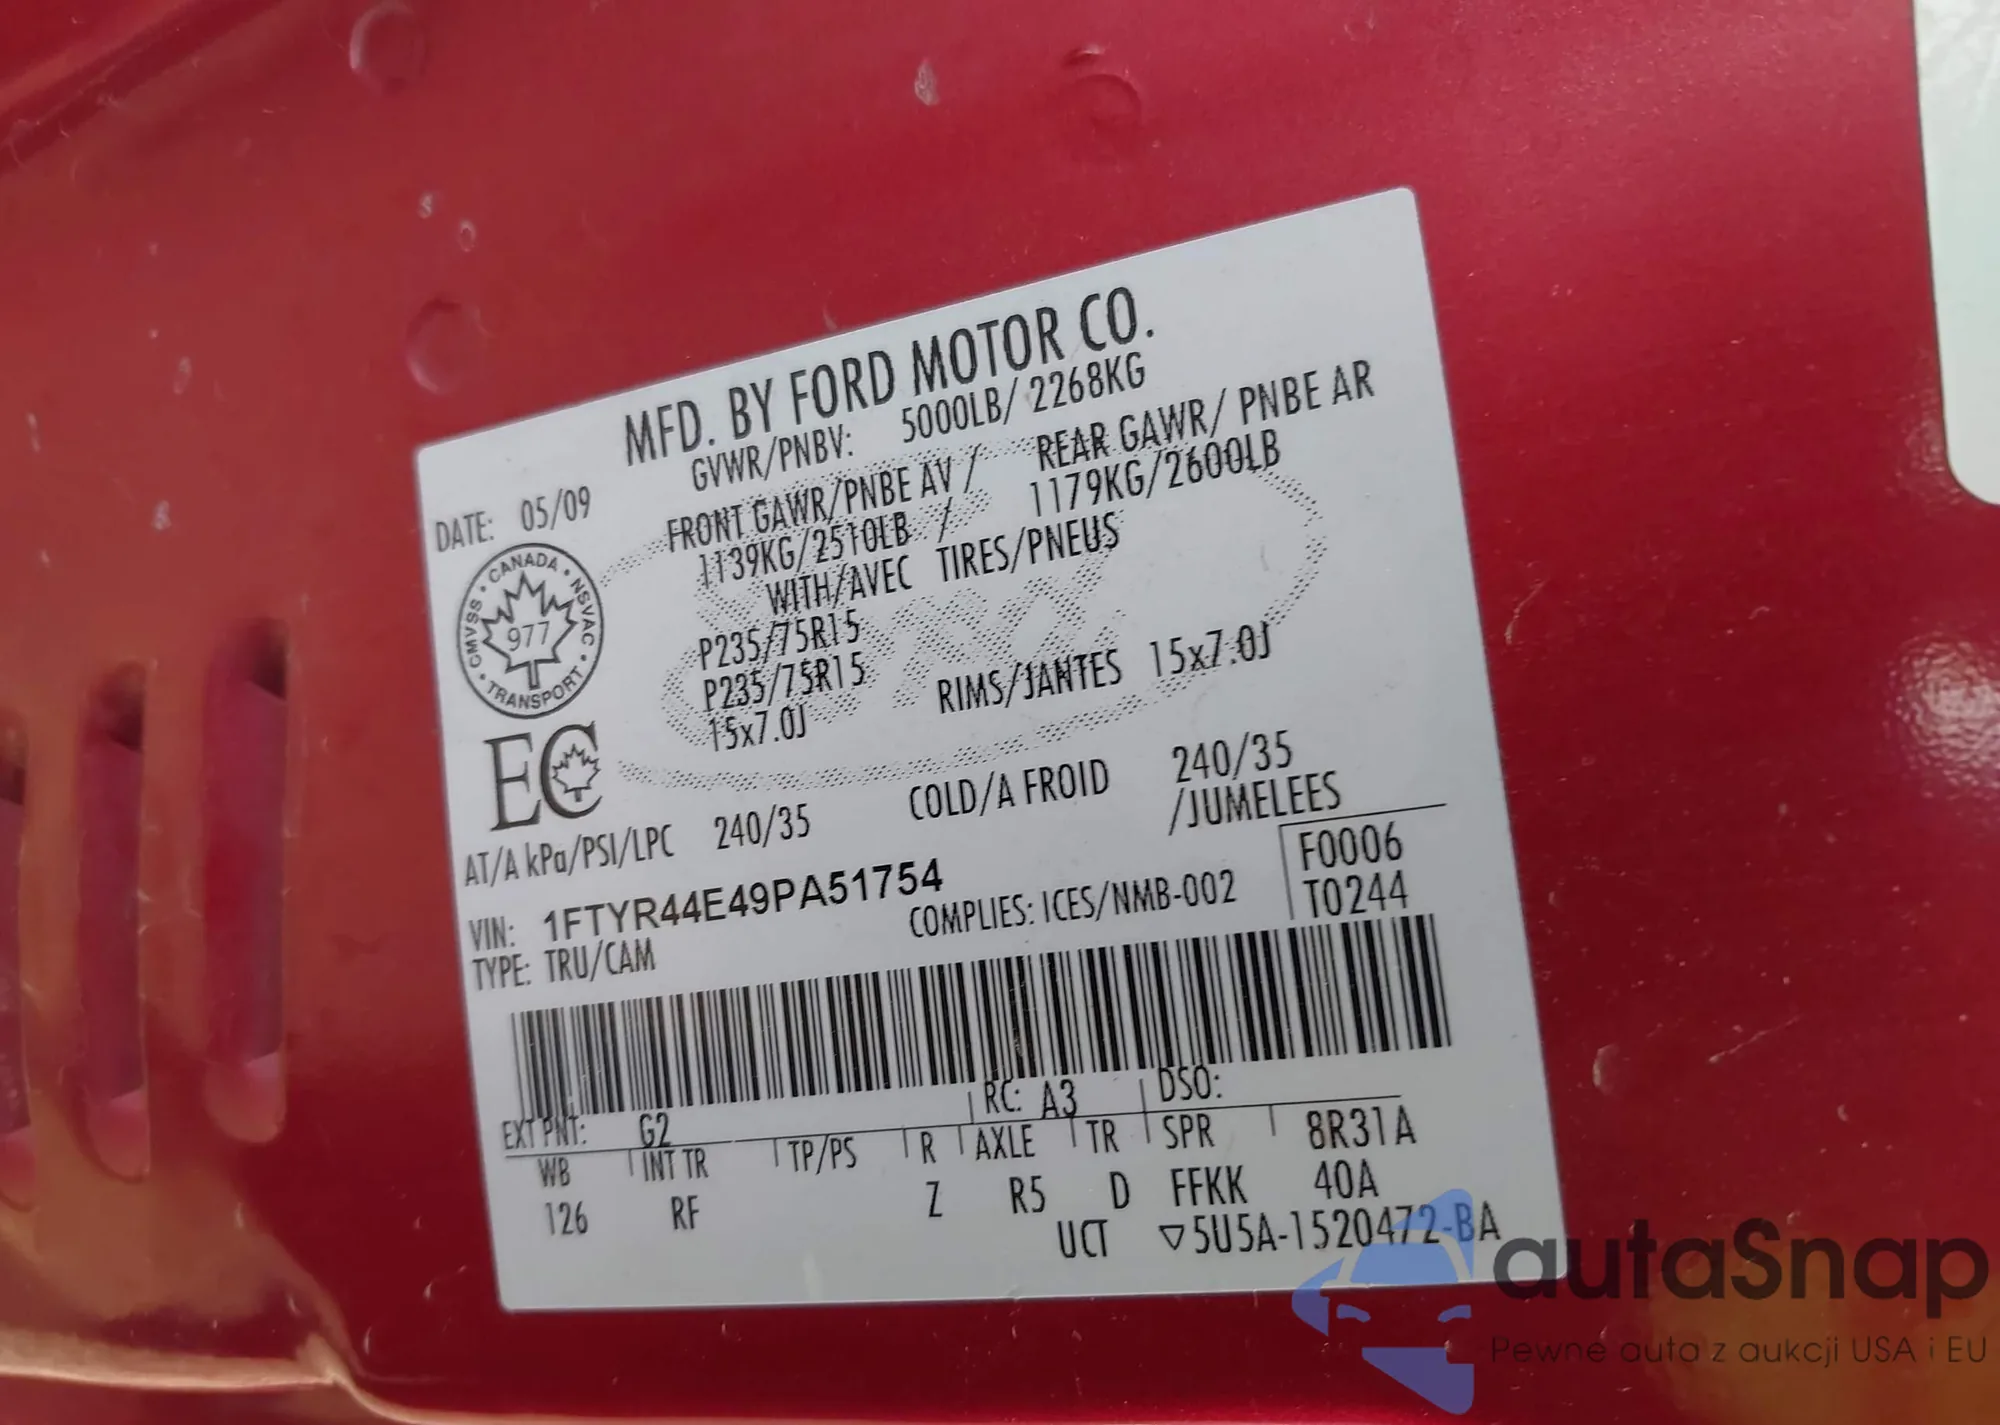 MFD. BY FORD MOTOR CO.
DATE: 05/09
GVWR/PNBV: 5000LB/ 2268KG
FRONT GAWR/PNBE AV / REAR GAWR/ PNBE AR
1139KG/2510LB / 1179KG/2600LB
WITH/AVEC TIRES/PNEUS
P235/75R15
P235/75R15
15x7.0J RIMS/JANTES 15x7.0J
CANADA • NSVAC • TRANSPORT • CMVSS •
977
EC
AT/A kPa/PSI/LPC 240/35 COLD/A FROID 240/35
/JUMELEES
VIN: 1FTYR44E49PA51754
TYPE: TRU/CAM
COMPLIES: ICES/NMB-002
F0006
T0244
EXT PNT: G2 RC: A3 DSO:
WB INT TR TP/PS R AXLE TR SPR 8R31A
126 RF Z R5 D FFKK 40A
UCT ▽5U5A-1520472-BA
autaSnap
Pewne auta z aukcji USA i EU